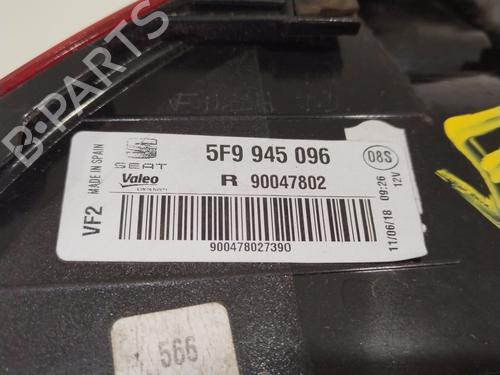 B-PARTS
SEAT
5F9 945 096
08S
Valeo
R 90047802
MADE IN SPAIN
VF2
900478027390
11/06/18 09:26
12V
566